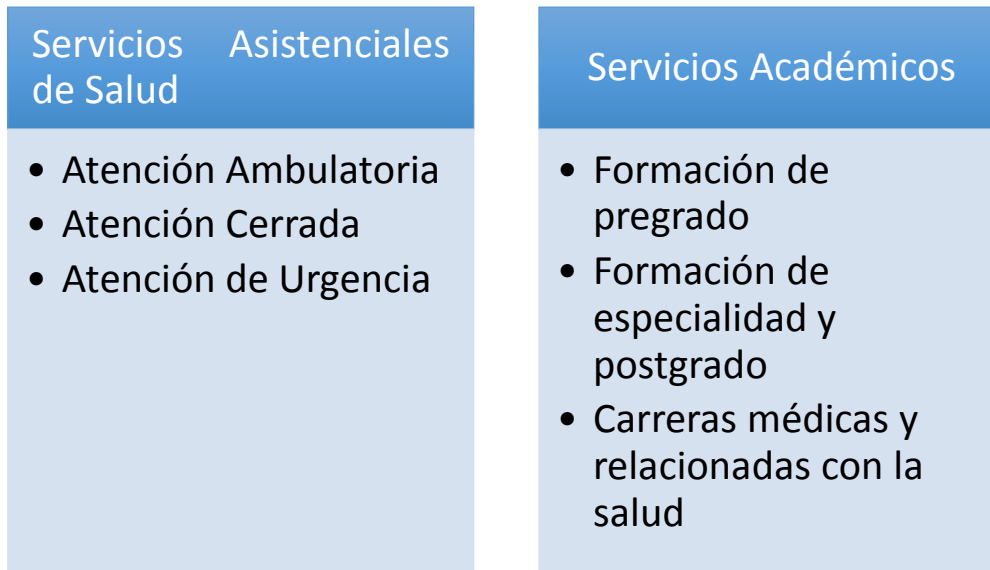 Servicios Asistenciales
de Salud
• Atención Ambulatoria
• Atención Cerrada
• Atención de Urgencia
Servicios Académicos
• Formación de
pregrado
• Formación de
especialidad y
postgrado
• Carreras médicas y
relacionadas con la
salud